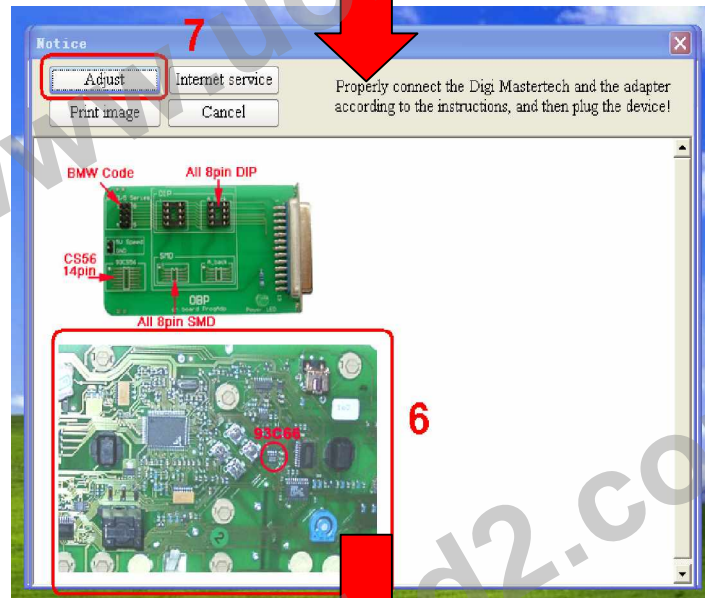 7
Notice
Adjust
Internet service
Print image
Cancel
Properly connect the Digi Mastertech and the adapter
according to the instructions, and then plug the device!
BMW Code
All 8pin DIP
DIP
CS56
14pin
SMD
OBP
All 8pin SMD
93C66
6